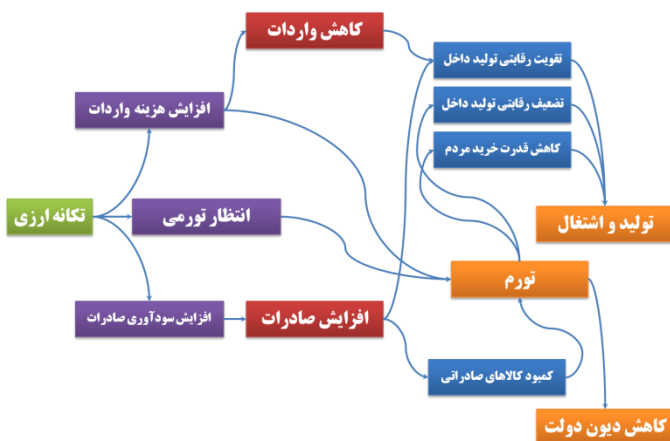 کاهش واردات
تقویت رقابتی تولید داخل
تضعیف رقابتی تولید داخل
افزایش هزینه واردات
کاهش قدرت خرید مردم
تکانه ارزی
انتظار تورمی
تولید و اشتغال
تورم
افزایش سودآوری صادرات
افزایش صادرات
کمبود کالاهای صادراتی
کاهش دیون دولت